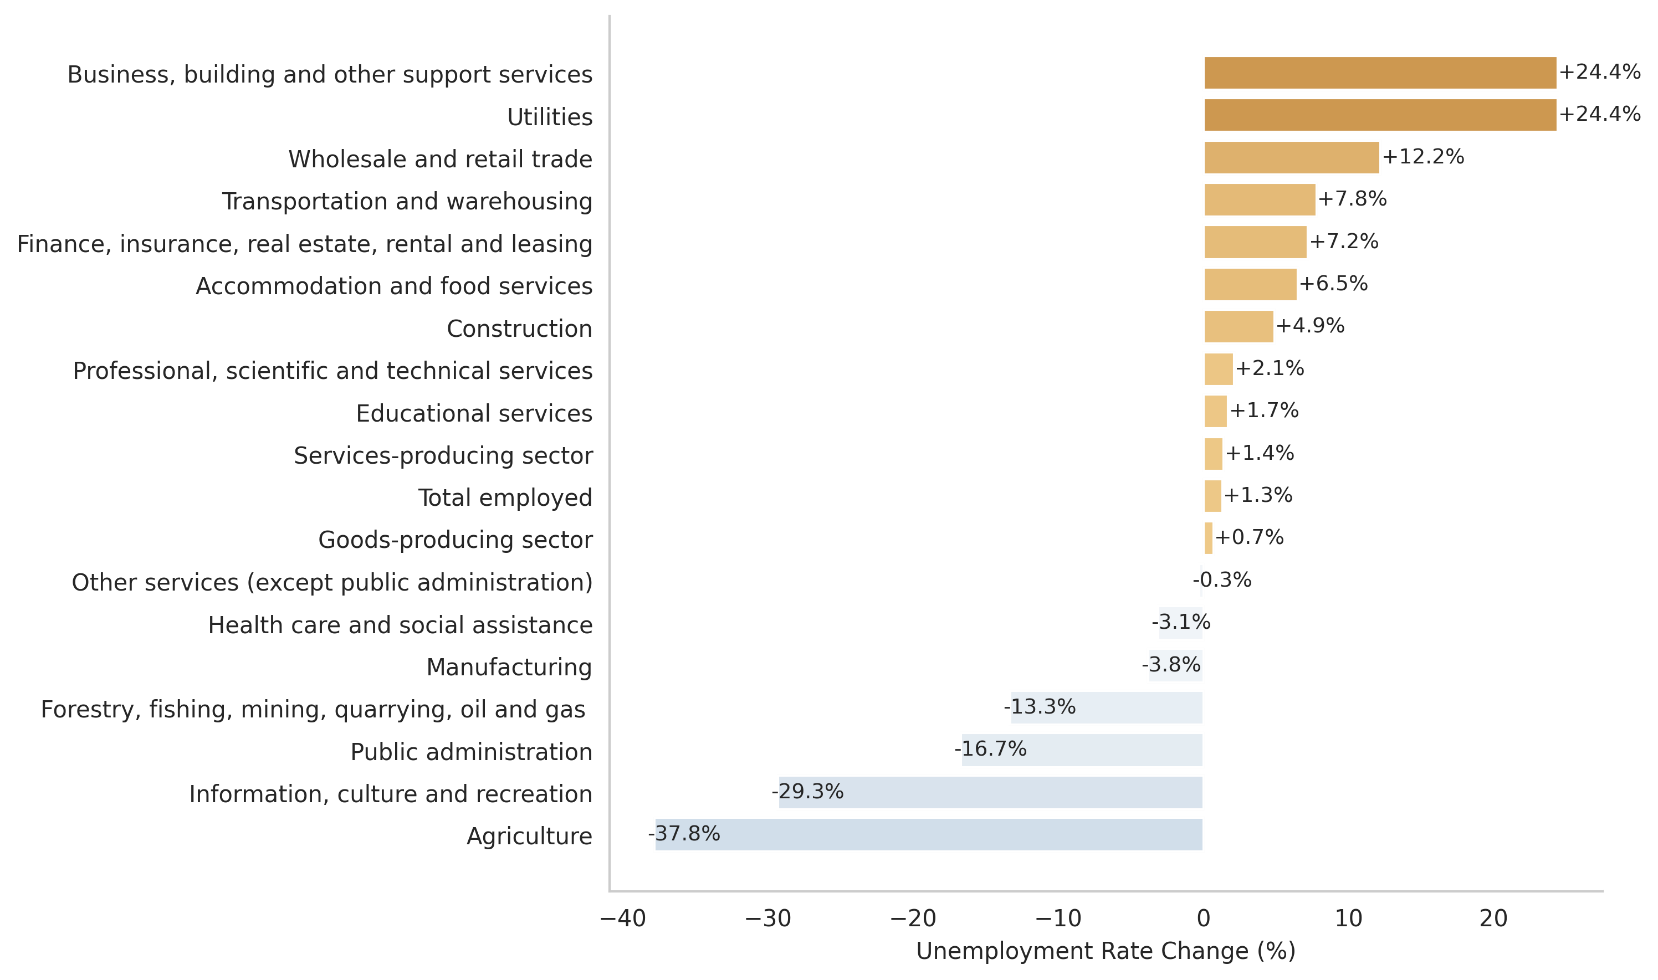 Business, building and other support services +24.4%
Utilities +24.4%
Wholesale and retail trade +12.2%
Transportation and warehousing +7.8%
Finance, insurance, real estate, rental and leasing +7.2%
Accommodation and food services +6.5%
Construction +4.9%
Professional, scientific and technical services +2.1%
Educational services +1.7%
Services-producing sector +1.4%
Total employed +1.3%
Goods-producing sector +0.7%
Other services (except public administration) -0.3%
Health care and social assistance -3.1%
Manufacturing -3.8%
Forestry, fishing, mining, quarrying, oil and gas -13.3%
Public administration -16.7%
Information, culture and recreation -29.3%
Agriculture -37.8%
−40 −30 −20 −10 0 10 20
Unemployment Rate Change (%)